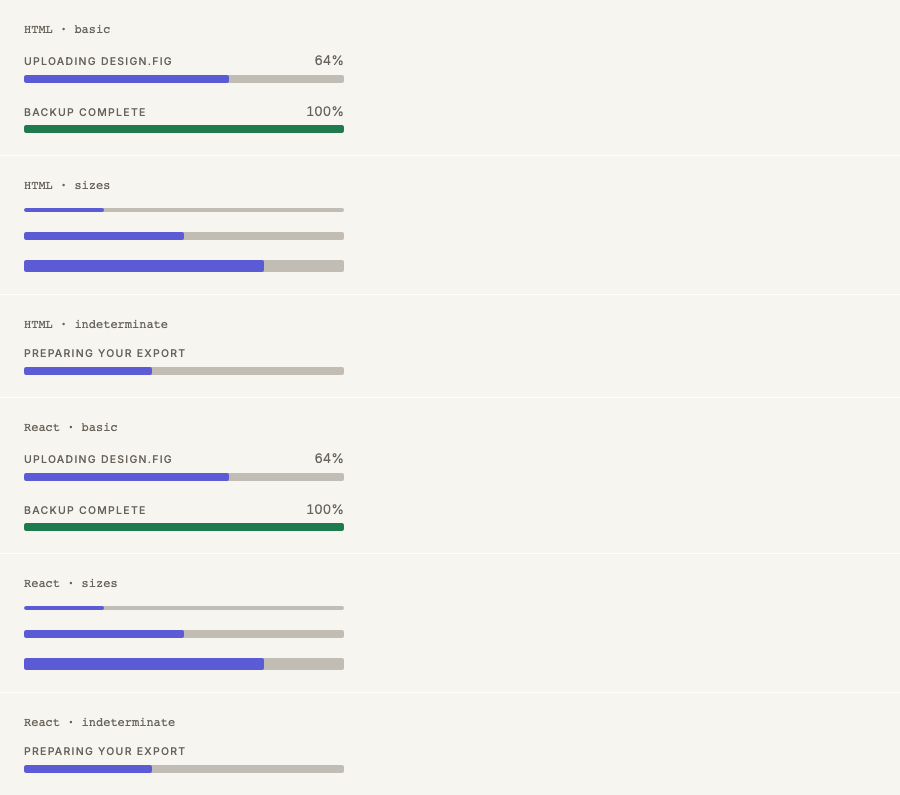 HTML · basic
UPLOADING DESIGN.FIG 64%
BACKUP COMPLETE 100%
HTML · sizes
HTML · indeterminate
PREPARING YOUR EXPORT
React · basic
UPLOADING DESIGN.FIG 64%
BACKUP COMPLETE 100%
React · sizes
React · indeterminate
PREPARING YOUR EXPORT